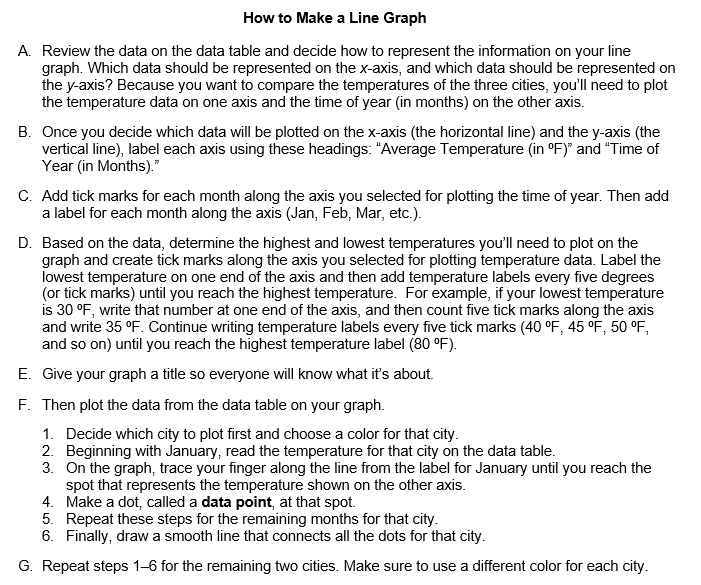 How to Make a Line Graph
A. Review the data on the data table and decide how to represent the information on your line
graph. Which data should be represented on the x-axis, and which data should be represented on
the y-axis? Because you want to compare the temperatures of the three cities, you'll need to plot
the temperature data on one axis and the time of year (in months) on the other axis.
B. Once you decide which data will be plotted on the x-axis (the horizontal line) and the y-axis (the
vertical line), label each axis using these headings: “Average Temperature (in ºF)” and “Time of
Year (in Months).”
C. Add tick marks for each month along the axis you selected for plotting the time of year. Then add
a label for each month along the axis (Jan, Feb, Mar, etc.).
D. Based on the data, determine the highest and lowest temperatures you'll need to plot on the
graph and create tick marks along the axis you selected for plotting temperature data. Label the
lowest temperature on one end of the axis and then add temperature labels every five degrees
(or tick marks) until you reach the highest temperature. For example, if your lowest temperature
is 30 ºF, write that number at one end of the axis, and then count five tick marks along the axis
and write 35 ºF. Continue writing temperature labels every five tick marks (40 ºF, 45 ºF, 50 ºF,
and so on) until you reach the highest temperature label (80 ºF).
E. Give your graph a title so everyone will know what it's about.
F. Then plot the data from the data table on your graph.
1. Decide which city to plot first and choose a color for that city.
2. Beginning with January, read the temperature for that city on the data table.
3. On the graph, trace your finger along the line from the label for January until you reach the
spot that represents the temperature shown on the other axis.
4. Make a dot, called a data point, at that spot.
5. Repeat these steps for the remaining months for that city.
6. Finally, draw a smooth line that connects all the dots for that city.
G. Repeat steps 1–6 for the remaining two cities. Make sure to use a different color for each city.